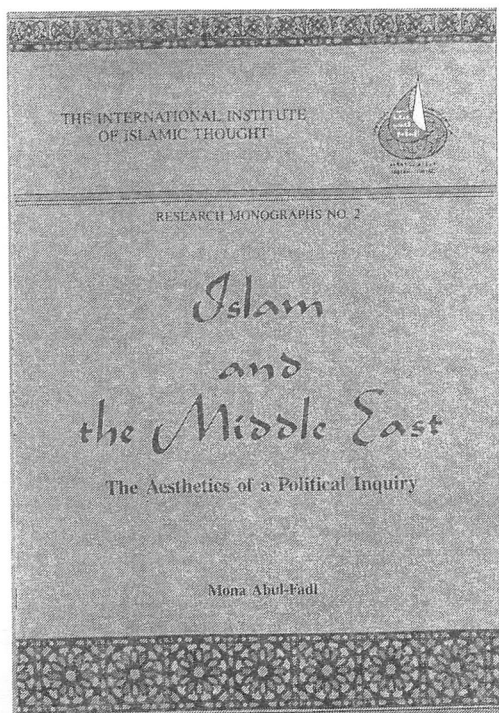 THE INTERNATIONAL INSTITUTE
OF ISLAMIC THOUGHT
RESEARCH MONOGRAPHS NO. 2
Islam
and
the Middle East
The Aesthetics of a Political Inquiry
Mona Abul-Fadl